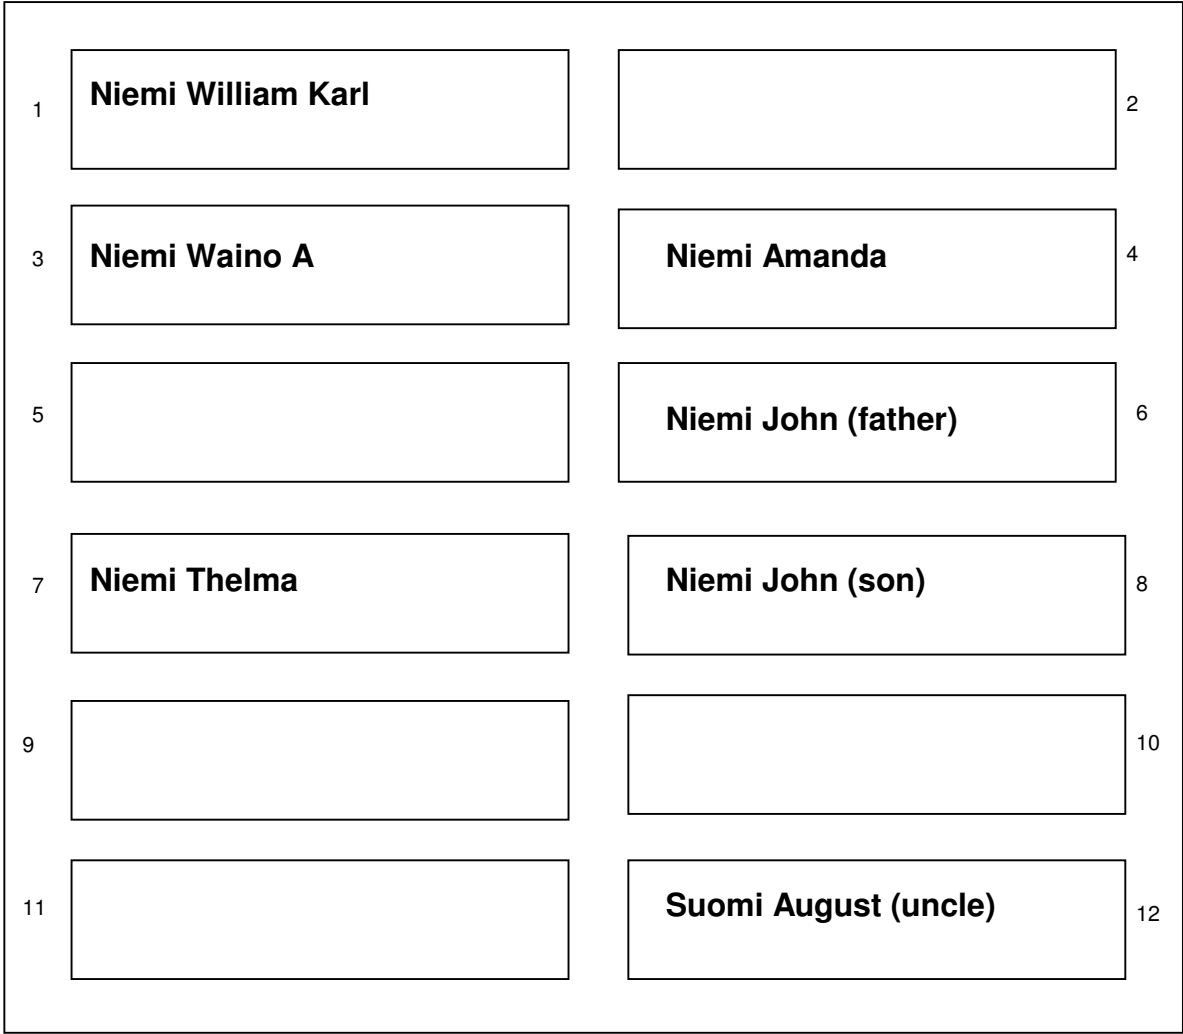 1 Niemi William Karl
2
3 Niemi Waino A
Niemi Amanda 4
5
Niemi John (father) 6
7 Niemi Thelma
Niemi John (son) 8
9
10
11
Suomi August (uncle) 12